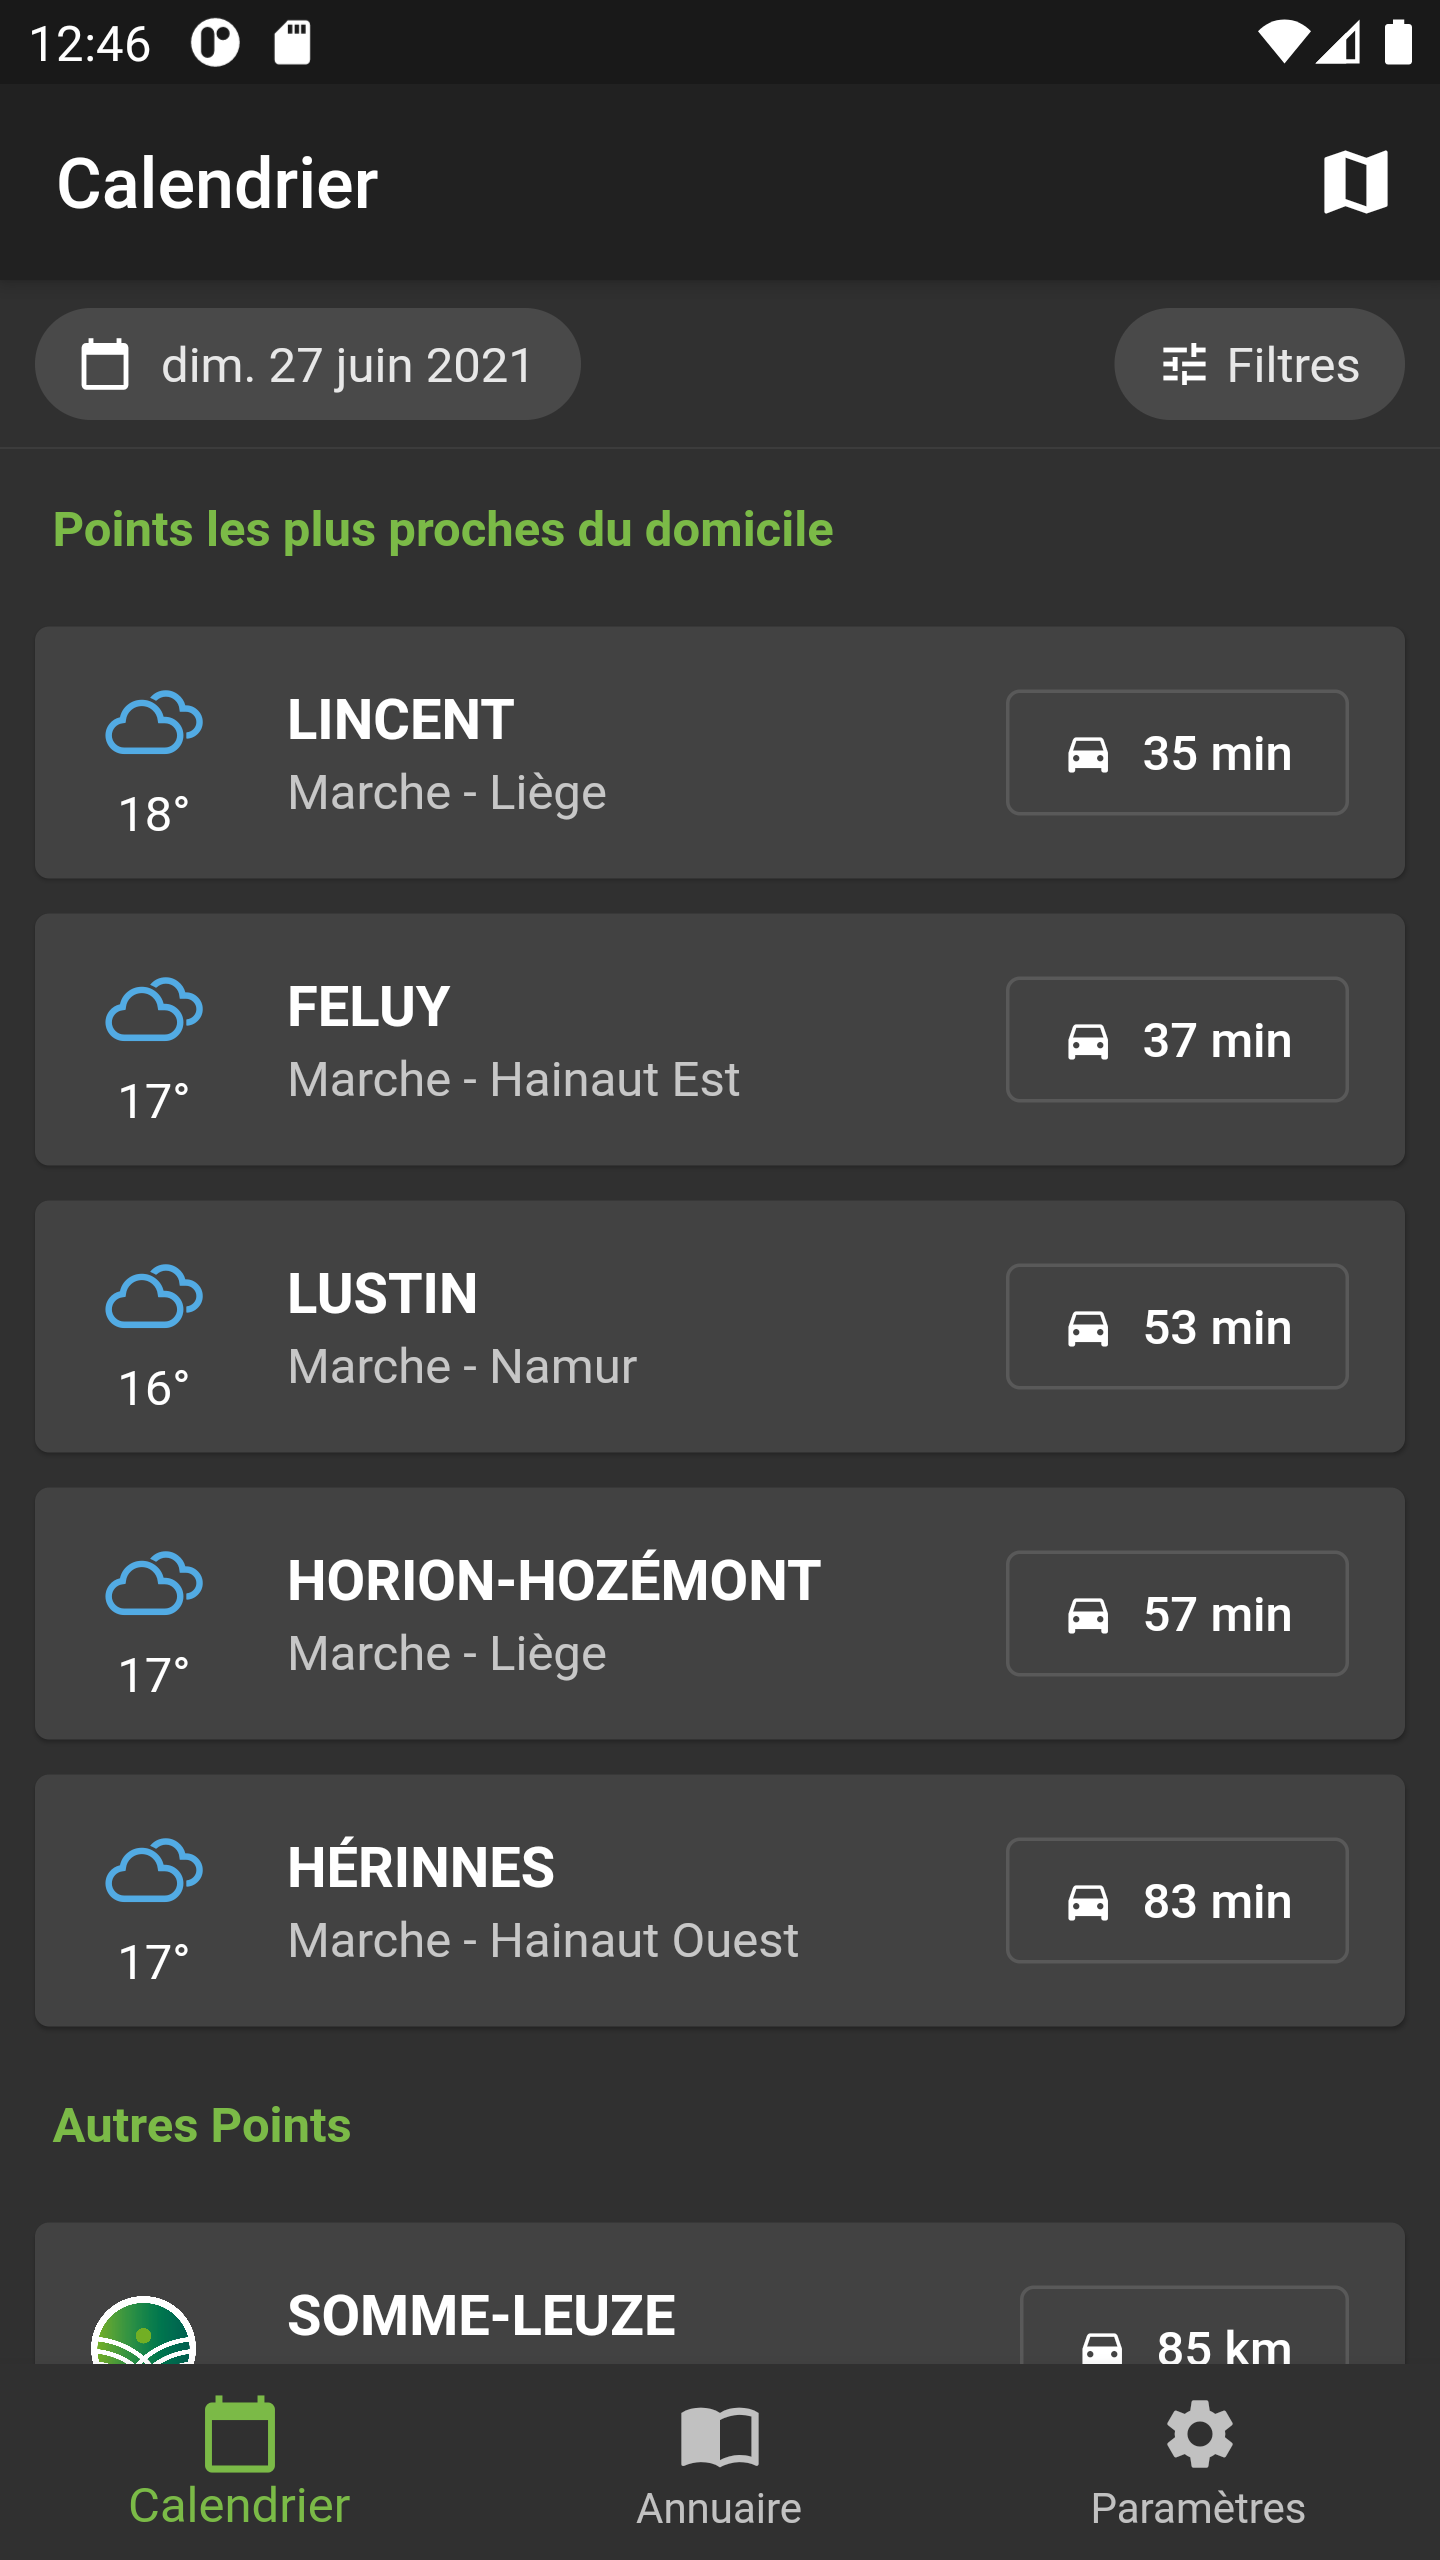 12:46
Calendrier
dim. 27 juin 2021
Filtres
Points les plus proches du domicile
LINCENT
Marche - Liège
18°
35 min
FELUY
Marche - Hainaut Est
17°
37 min
LUSTIN
Marche - Namur
16°
53 min
HORION-HOZÉMONT
Marche - Liège
17°
57 min
HÉRINNES
Marche - Hainaut Ouest
17°
83 min
Autres Points
SOMME-LEUZE
85 km
Calendrier
Annuaire
Paramètres